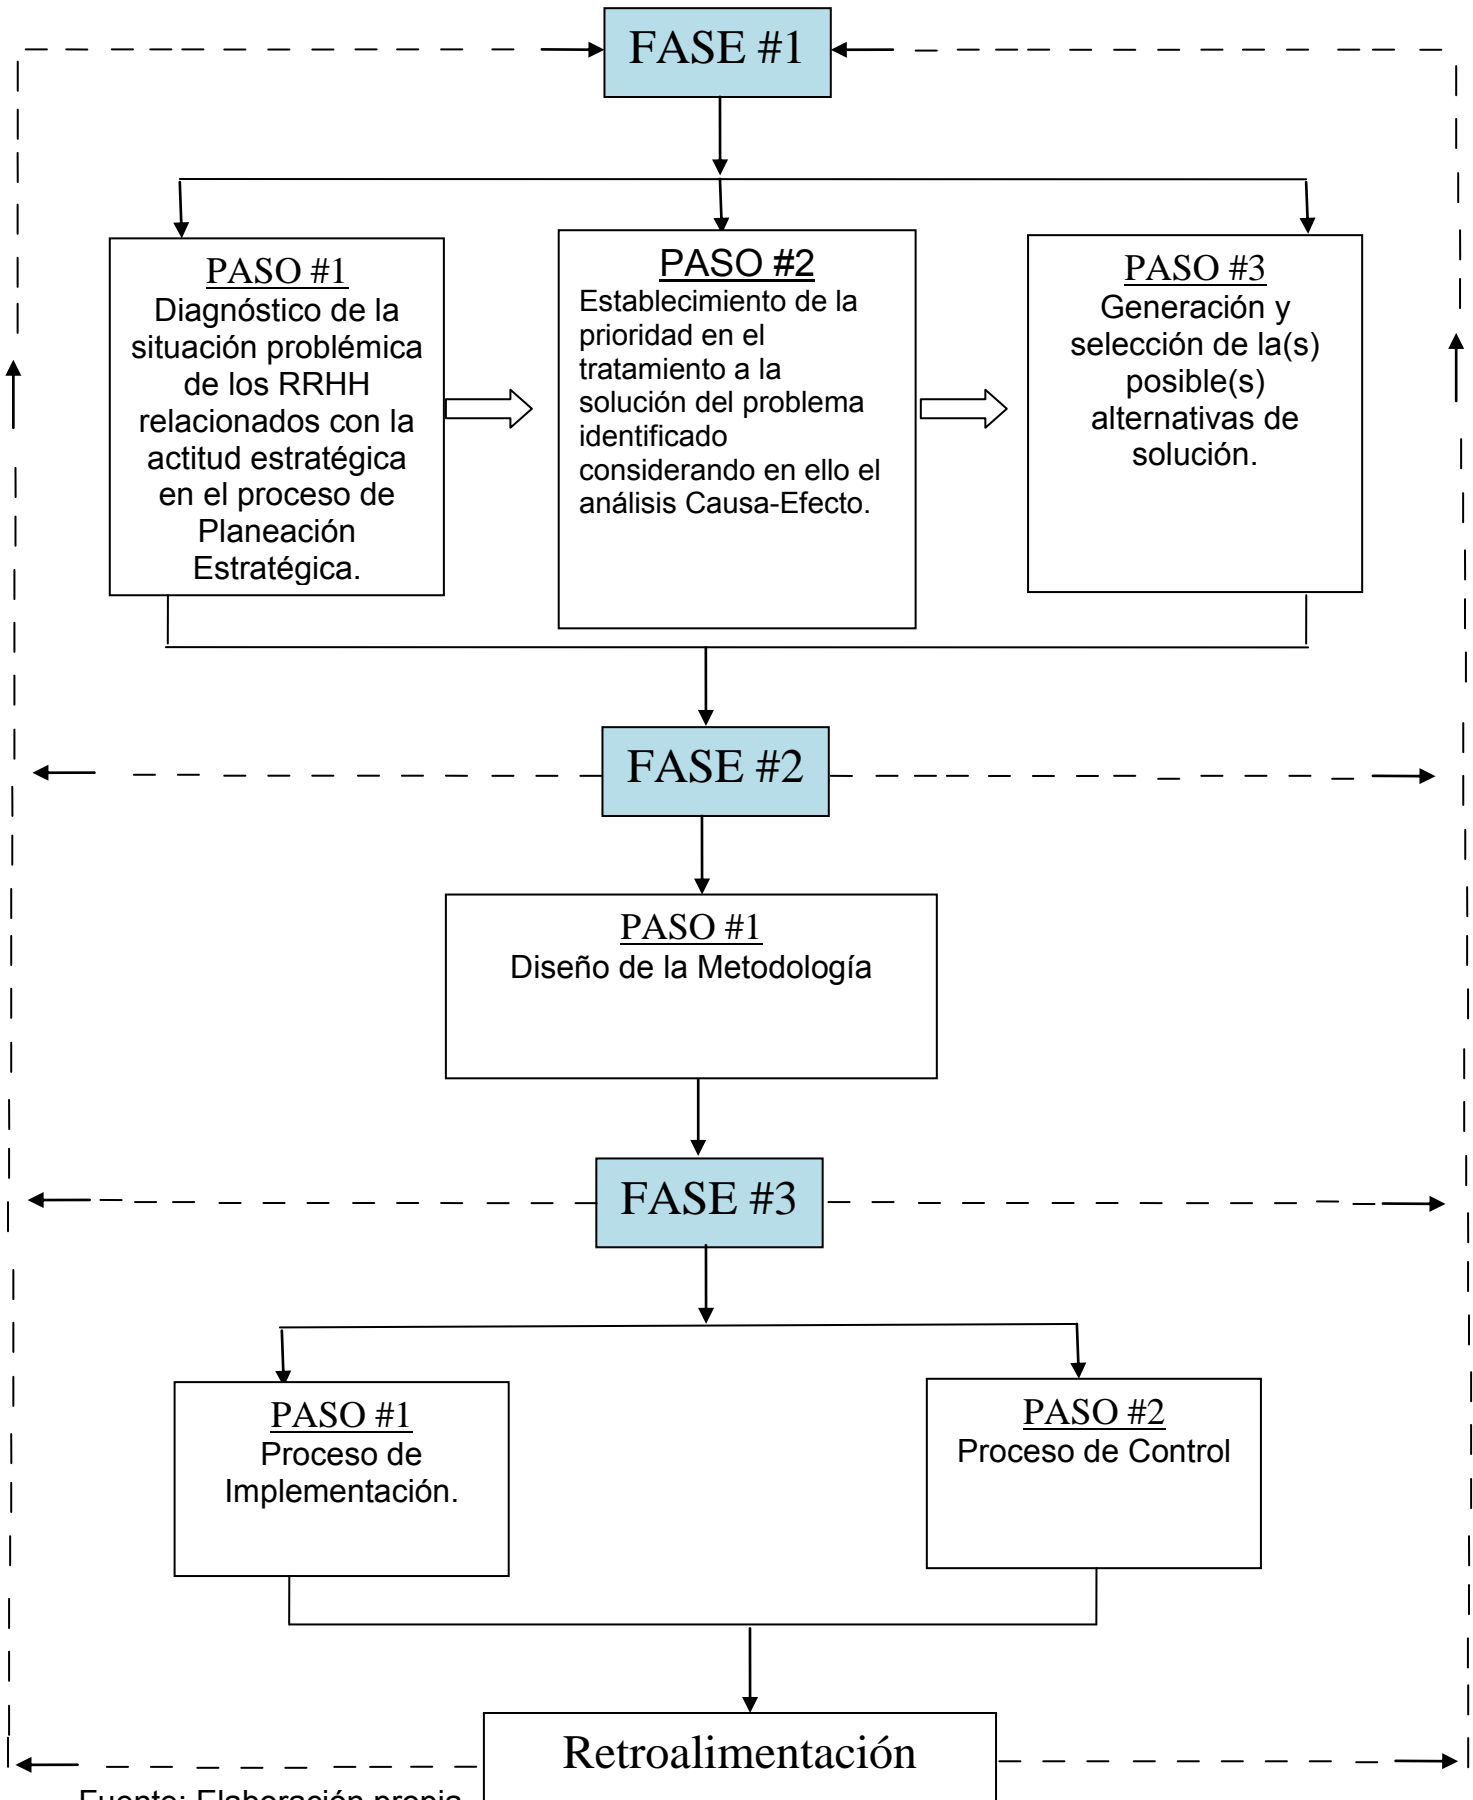 FASE #1
PASO #1
Diagnóstico de la
situación problémica
de los RRHH
relacionados con la
actitud estratégica
en el proceso de
Planeación
Estratégica.
PASO #2
Establecimiento de la
prioridad en el
tratamiento a la
solución del problema
identificado
considerando en ello el
análisis Causa-Efecto.
PASO #3
Generación y
selección de la(s)
posible(s)
alternativas de
solución.
FASE #2
PASO #1
Diseño de la Metodología
FASE #3
PASO #1
Proceso de
Implementación.
PASO #2
Proceso de Control
Retroalimentación
Fuente: Elaboración propia